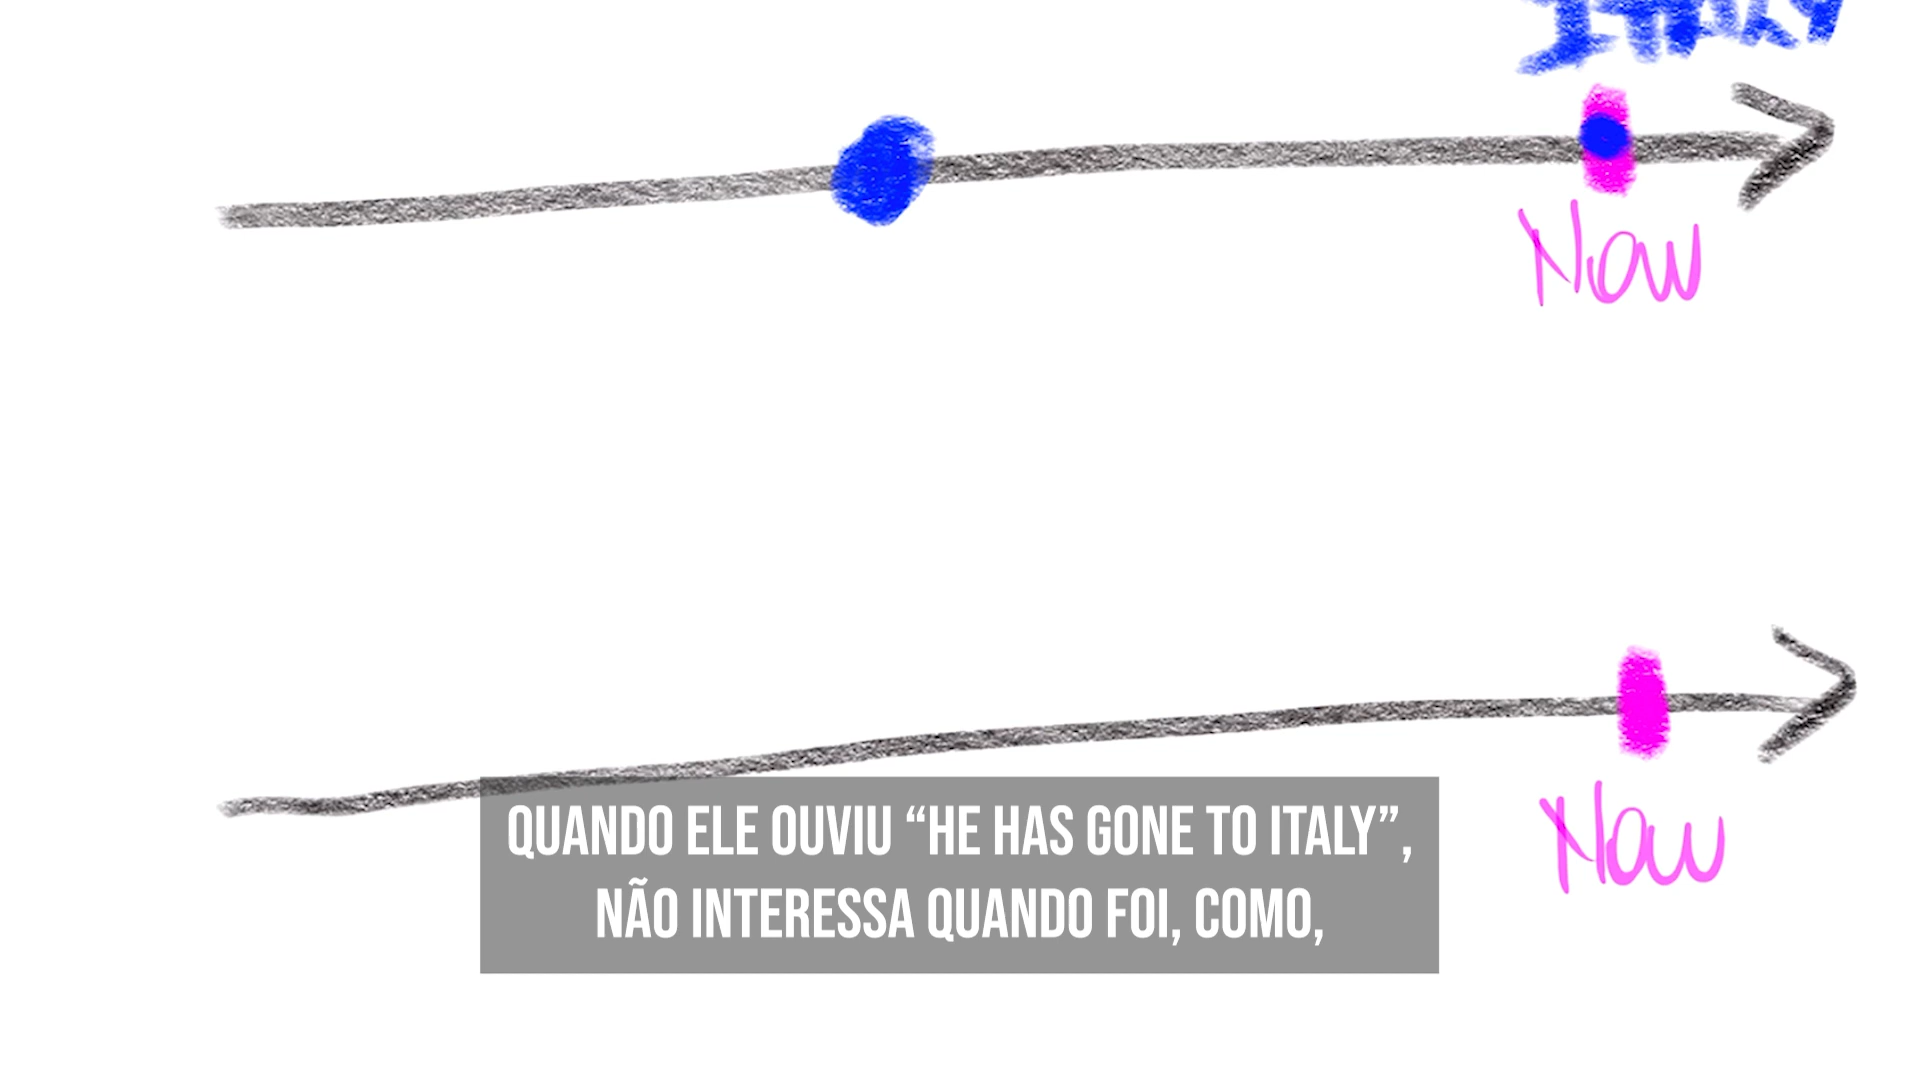 ITALY
Now
Now
QUANDO ELE OUVIU “HE HAS GONE TO ITALY”,
NÃO INTERESSA QUANDO FOI, COMO,